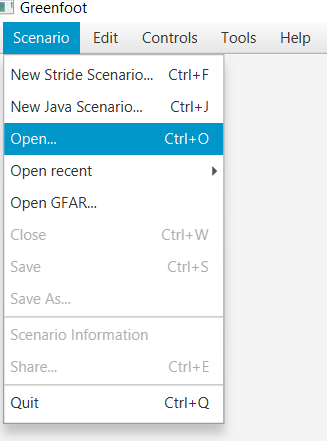 Greenfoot
Scenario Edit Controls Tools Help
New Stride Scenario... Ctrl+F
New Java Scenario... Ctrl+J
Open... Ctrl+O
Open recent
Open GFAR...
Close Ctrl+W
Save Ctrl+S
Save As...
Scenario Information
Share... Ctrl+E
Quit Ctrl+Q